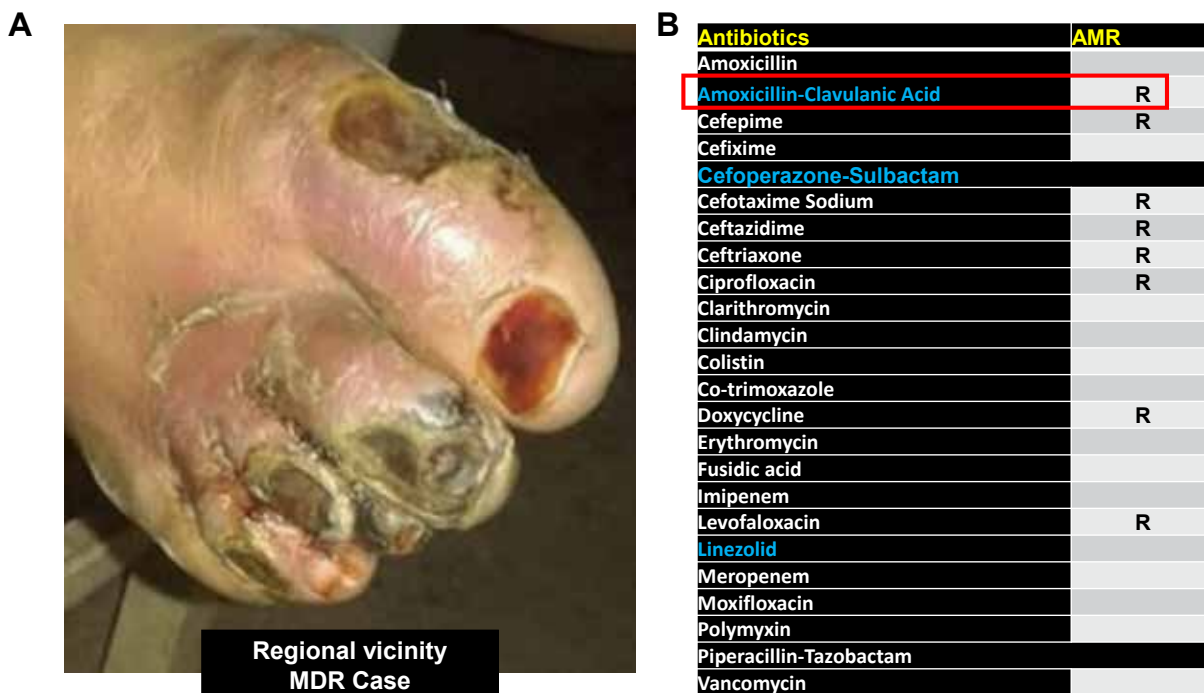 A
B
Regional vicinity
MDR Case
Antibiotics AMR
Amoxicillin
Amoxicillin-Clavulanic Acid R
Cefepime R
Cefixime
Cefoperazone-Sulbactam
Cefotaxime Sodium R
Ceftazidime R
Ceftriaxone R
Ciprofloxacin R
Clarithromycin
Clindamycin
Colistin
Co-trimoxazole
Doxycycline R
Erythromycin
Fusidic acid
Imipenem
Levofaloxacin R
Linezolid
Meropenem
Moxifloxacin
Polymyxin
Piperacillin-Tazobactam
Vancomycin